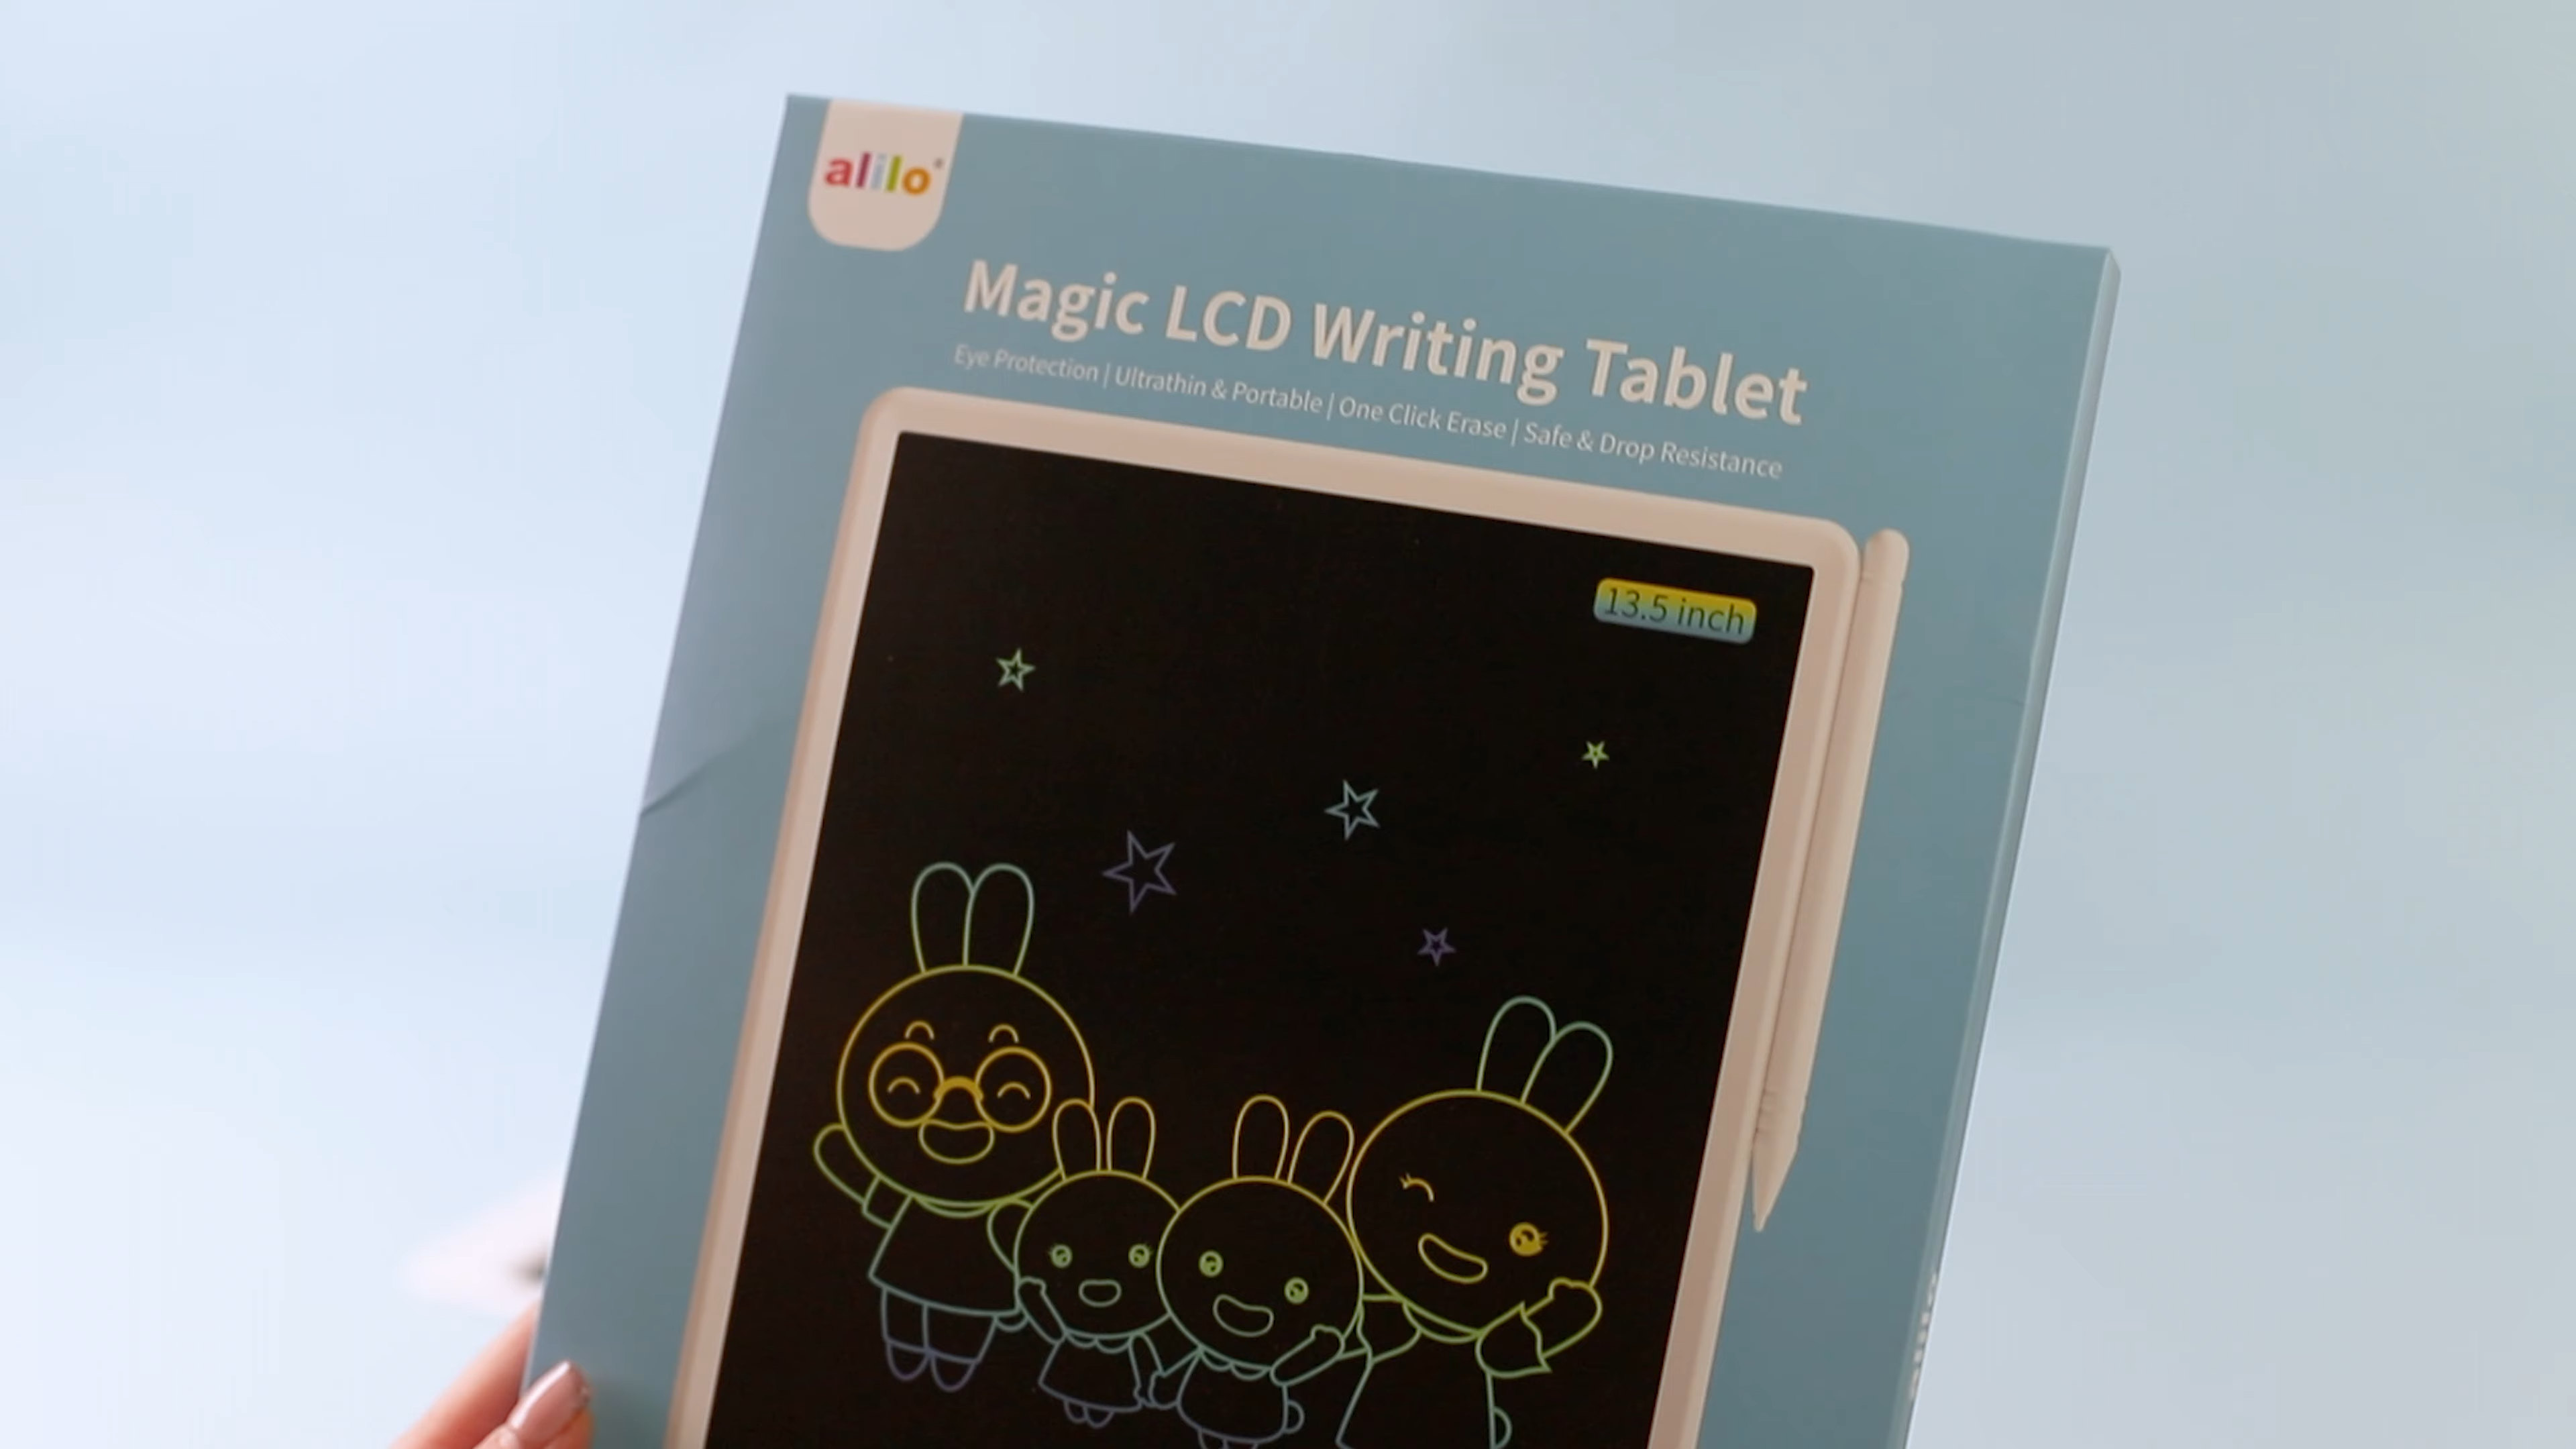 alilo®
Magic LCD Writing Tablet
Eye Protection | Ultrathin & Portable | One Click Erase | Safe & Drop Resistance
13.5 inch